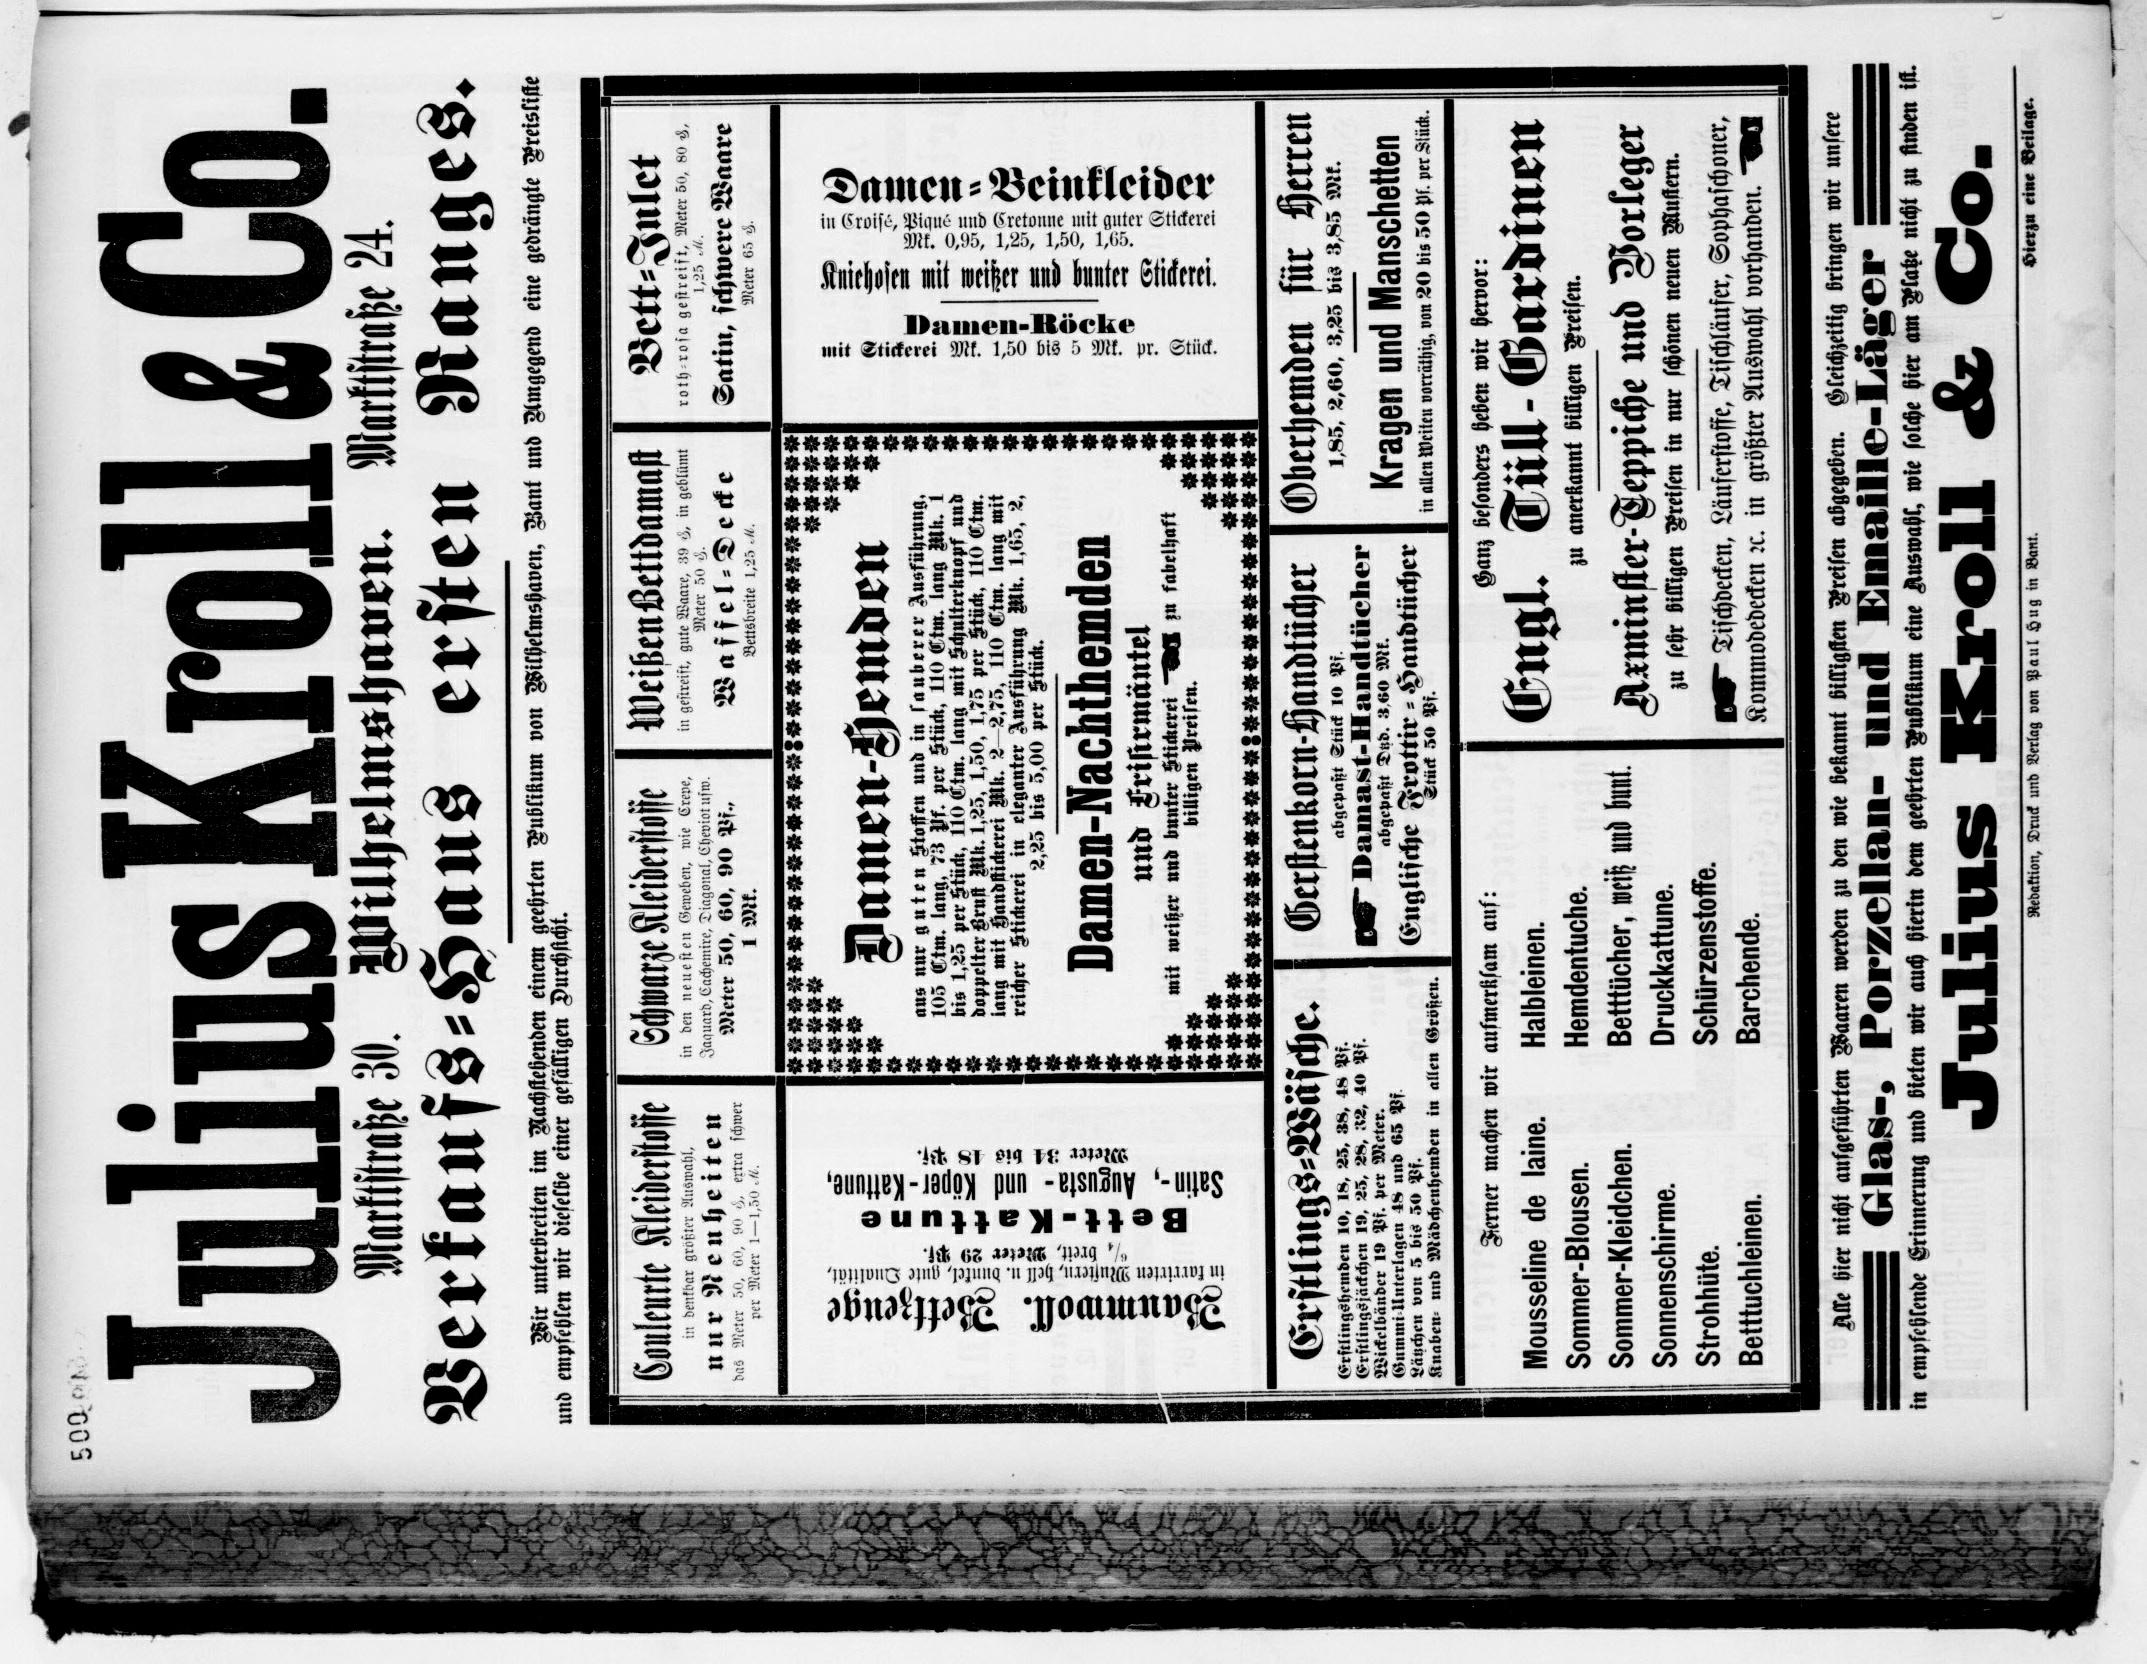 Julius Kroll & Co.
Marktstraße 30. Wilhelmshaven. Marktstraße 24.
Verkaufs=Haus ersten Ranges.
Wir unterbreiten im Nachstehenden einem geehrten Publikum von Wilhelmshaven, Bant und Umgegend eine gedrängte Preisliste
und empfehlen wir dieselbe einer gefälligen Durchsicht.
Couleurte Kleiderstoffe
in denkbar größter Auswahl,
nur Neuheiten
das Meter 50, 60, 90 ₰, extra schwer
per Meter 1—1,50 ℳ.
Schwarze Kleiderstoffe
in den neuesten Geweben, wie Crepe,
Jaquard, Cachemire, Diagonal, Cheviot usw.
Meter 50, 60, 90 Pf.,
1 Mk.
Weißen Bettdamast
in gestreift, gute Waare, 39 ₰, in geblümt
Meter 50 ₰.
Waffel=Decke
Bettsbreite 1,25 ℳ.
Bett=Inlet
roth=rosa gestreift, Meter 50, 80 ₰,
1,25 ℳ.
Satin, schwere Waare
Meter 65 ₰.
Baumwoll. Bettzeuge
in karrirten Mustern, hell u. dunkel, gute Qualität,
⁶/₄ breit, Meter 29 Pf.
Bett-Kattune
Satin-, Augusta- und Köper-Kattune,
Meter 34 bis 48 Pf.
Damen-Hemden
aus nur guten Stoffen und in sauberer Ausführung,
105 Ctm. lang, 73 Pf. per Stück, 110 Ctm. lang Mk. 1
bis 1,25 per Stück, 110 Ctm. lang mit Schulterknopf und
doppelter Brust Mk. 1,25, 1,50, 1,75 per Stück, 110 Ctm.
lang mit Handstickerei Mk. 2—2,75, 110 Ctm. lang mit
reicher Stickerei in eleganter Ausführung Mk. 1,65, 2,
2,25 bis 5,00 per Stück.
Damen-Nachthemden
und Frisirmäntel
mit weißer und bunter Stickerei ☛ zu fabelhaft
billigen Preisen.
Damen=Beinkleider
in Croisé, Piqué und Cretonne mit guter Stickerei
Mk. 0,95, 1,25, 1,50, 1,65.
Kniehosen mit weißer und bunter Stickerei.
Damen-Röcke
mit Stickerei Mk. 1,50 bis 5 Mk. pr. Stück.
Erstlings=Wäsche.
Erstlingshemden 10, 18, 25, 38, 48 Pf.
Erstlingsjäckchen 19, 25, 28, 32, 40 Pf.
Wickelbänder 19 Pf. per Meter.
Gummi-Unterlagen 48 und 65 Pf.
Lätzchen von 5 bis 50 Pf.
Knaben- und Mädchenhemden in allen Größen.
Gerstenkorn-Handtücher
abgepaßt Stück 10 Pf.
☛ Damast-Handtücher
abgepaßt Dtzd. 3,60 Mk.
Englische Frottir=Handtücher
Stück 50 Pf.
Oberhemden für Herren
1,85, 2,60, 3,25 bis 3,85 Mk.
Kragen und Manschetten
in allen Weiten vorräthig, von 20 bis 50 Pf. per Stück.
Ferner machen wir aufmerksam auf:
Mousseline de laine. Halbleinen.
Sommer-Blousen. Hemdentuche.
Sommer-Kleidchen. Betttücher, weiß und bunt.
Sonnenschirme. Druckkattune.
Strohhüte. Schürzenstoffe.
Betttuchleinen. Barchende.
Ganz besonders heben wir hervor:
Engl. Tüll-Gardinen
zu anerkannt billigen Preisen.
Axminster-Teppiche und Vorleger
zu sehr billigen Preisen in nur schönen neuen Mustern.
☛ Tischdecken, Läuferstoffe, Tischläufer, Sophaschoner,
Kommodedecken ꝛc. in größter Auswahl vorhanden. ☚
Alle hier nicht aufgeführten Waaren werden zu den wie bekannt billigsten Preisen abgegeben. Gleichzeitig bringen wir unsere
Glas-, Porzellan- und Emaille-Läger
in empfehlende Erinnerung und bieten wir auch hierin dem geehrten Publikum eine Auswahl, wie solche hier am Platze nicht zu finden ist.
Julius Kroll & Co.
Redaktion, Druck und Verlag von Paul Hug in Bant. Hierzu eine Beilage.